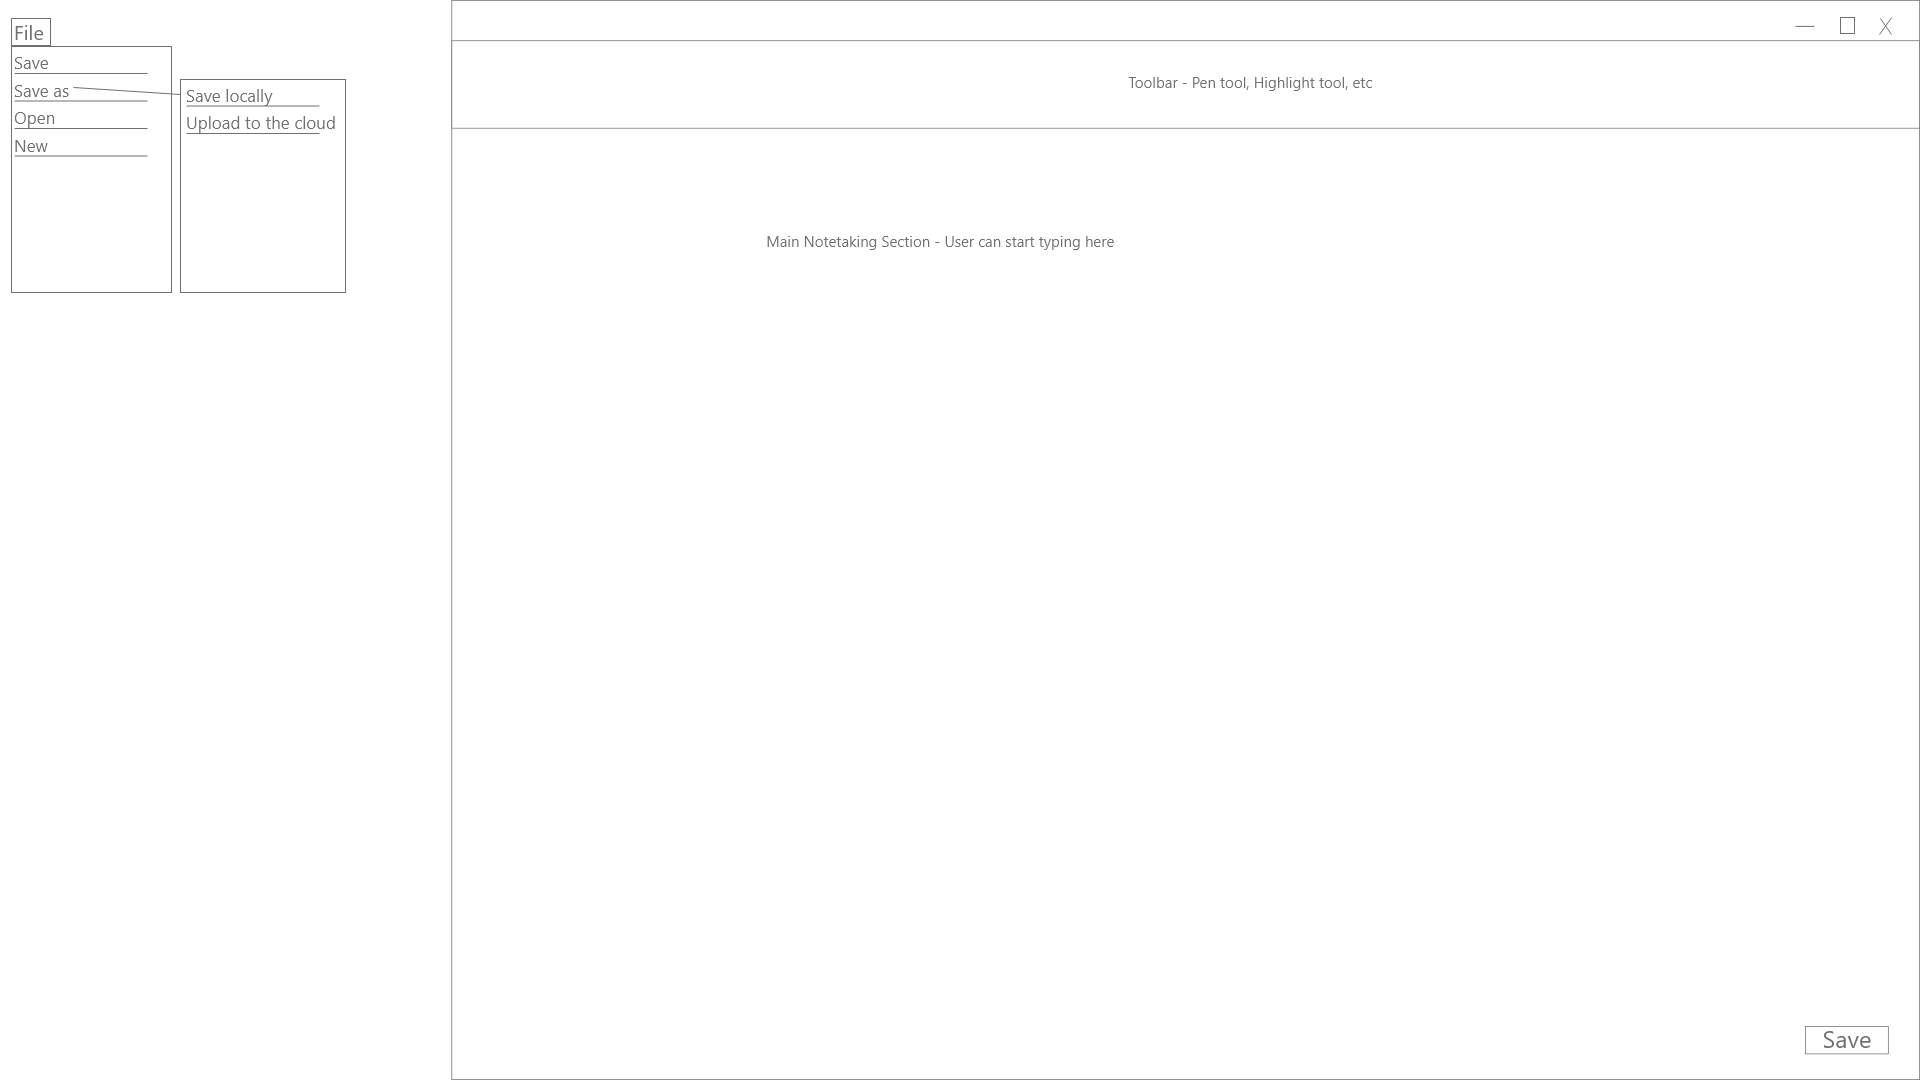 File
Save
Save as
Open
New
Save locally
Upload to the cloud
X
Toolbar - Pen tool, Highlight tool, etc
Main Notetaking Section - User can start typing here
Save